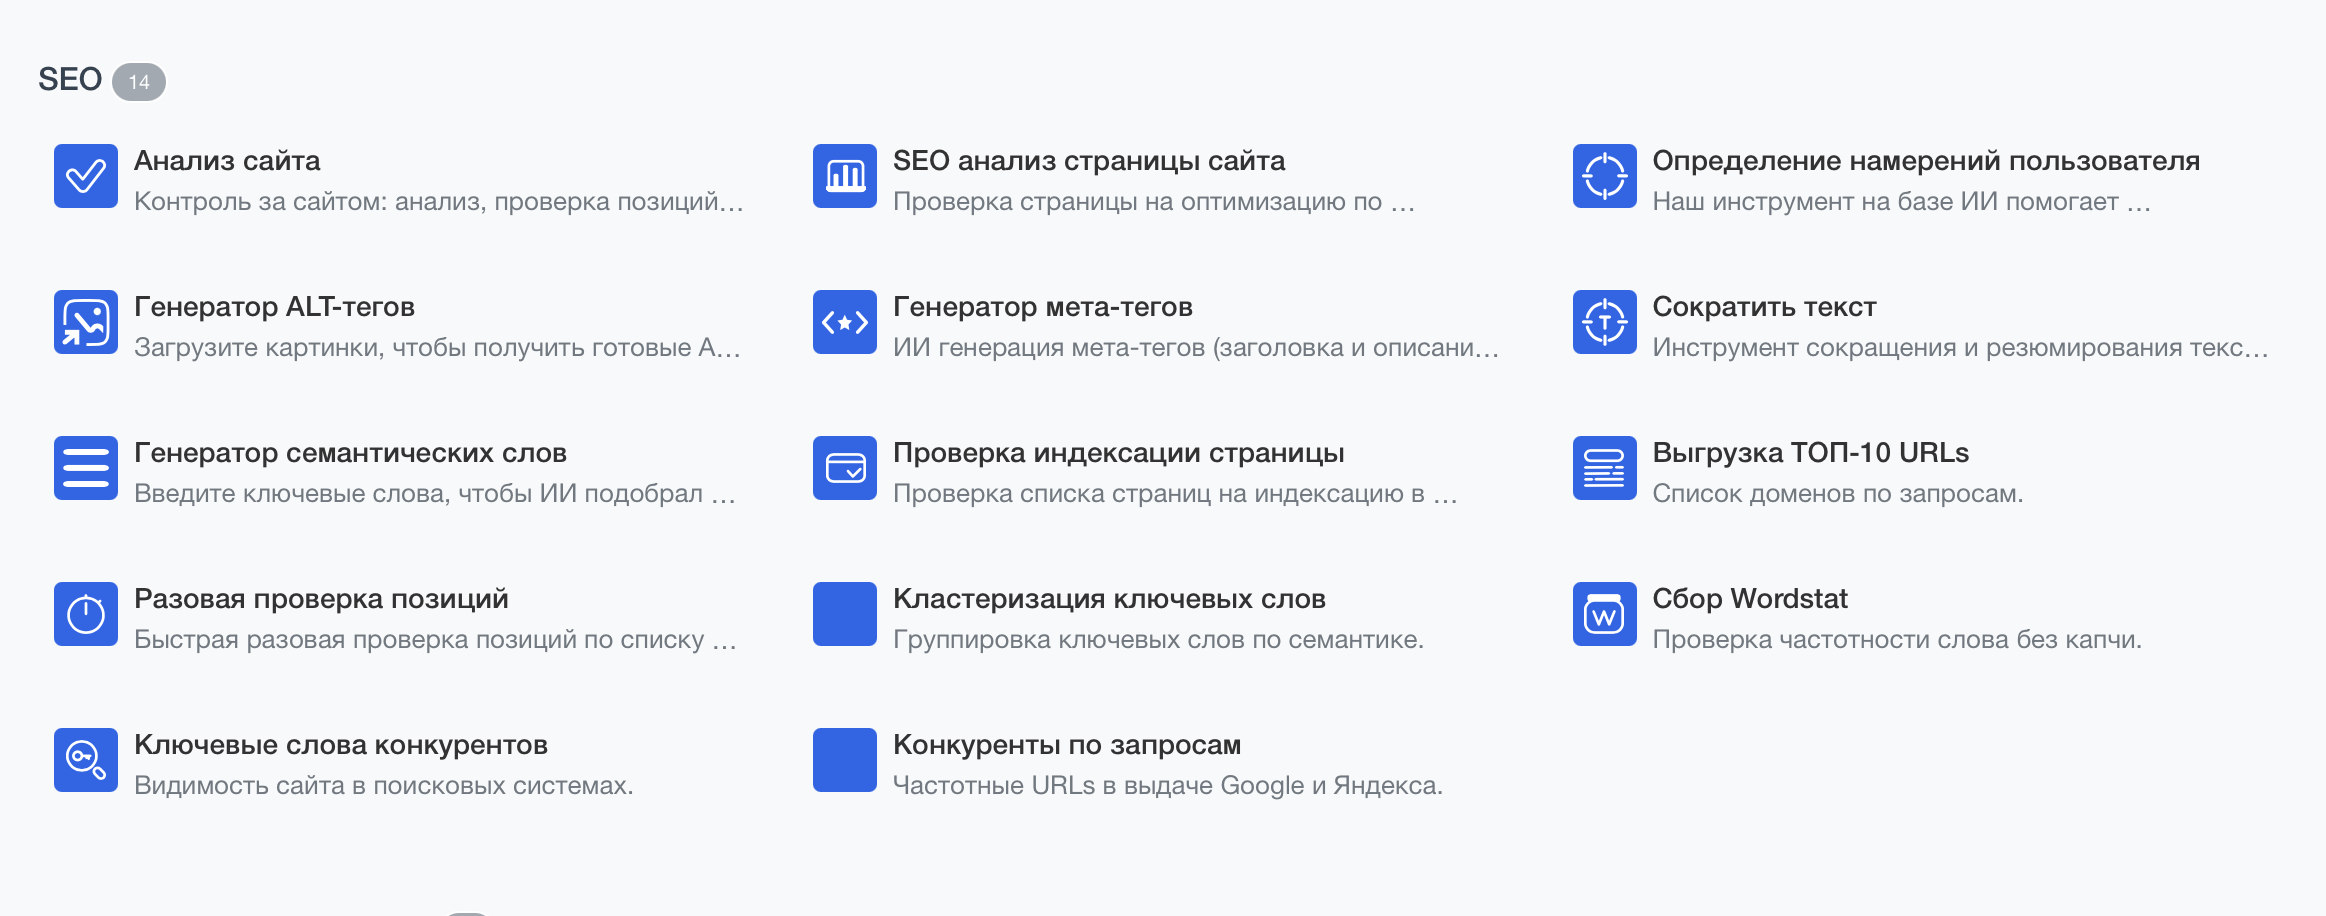 SEO 14
Анализ сайта
Контроль за сайтом: анализ, проверка позиций...
SEO анализ страницы сайта
Проверка страницы на оптимизацию по ...
Определение намерений пользователя
Наш инструмент на базе ИИ помогает ...
Генератор ALT-тегов
Загрузите картинки, чтобы получить готовые A...
Генератор мета-тегов
ИИ генерация мета-тегов (заголовка и описани...
Сократить текст
Инструмент сокращения и резюмирования текс...
Генератор семантических слов
Введите ключевые слова, чтобы ИИ подобрал ...
Проверка индексации страницы
Проверка списка страниц на индексацию в ...
Выгрузка ТОП-10 URLs
Список доменов по запросам.
Разовая проверка позиций
Быстрая разовая проверка позиций по списку ...
Кластеризация ключевых слов
Группировка ключевых слов по семантике.
Сбор Wordstat
Проверка частотности слова без капчи.
Ключевые слова конкурентов
Видимость сайта в поисковых системах.
Конкуренты по запросам
Частотные URLs в выдаче Google и Яндекса.